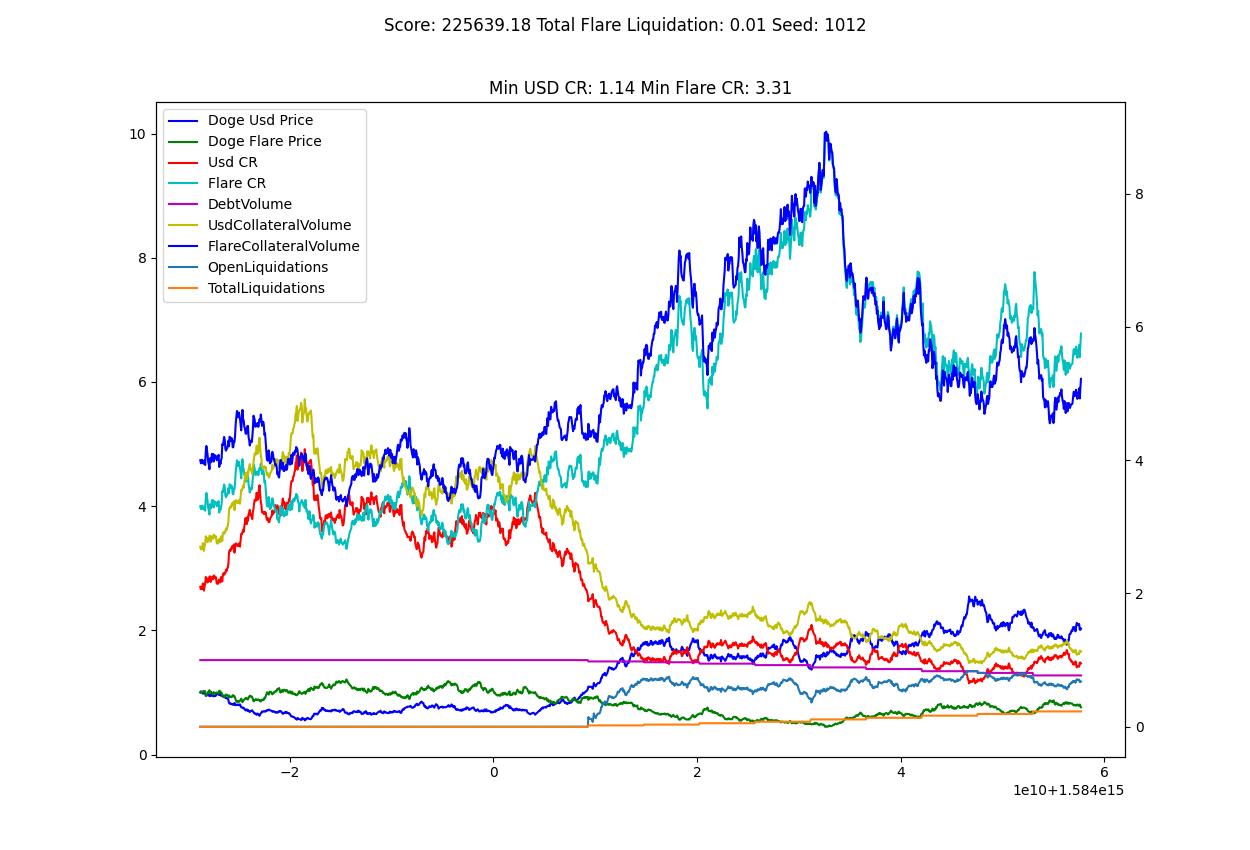 Score: 225639.18 Total Flare Liquidation: 0.01 Seed: 1012
Min USD CR: 1.14 Min Flare CR: 3.31
Doge Usd Price
Doge Flare Price
Usd CR
Flare CR
DebtVolume
UsdCollateralVolume
FlareCollateralVolume
OpenLiquidations
TotalLiquidations
10
8
6
4
2
0
8
6
4
2
0
−2
0
2
4
6
1e10+1.584e15